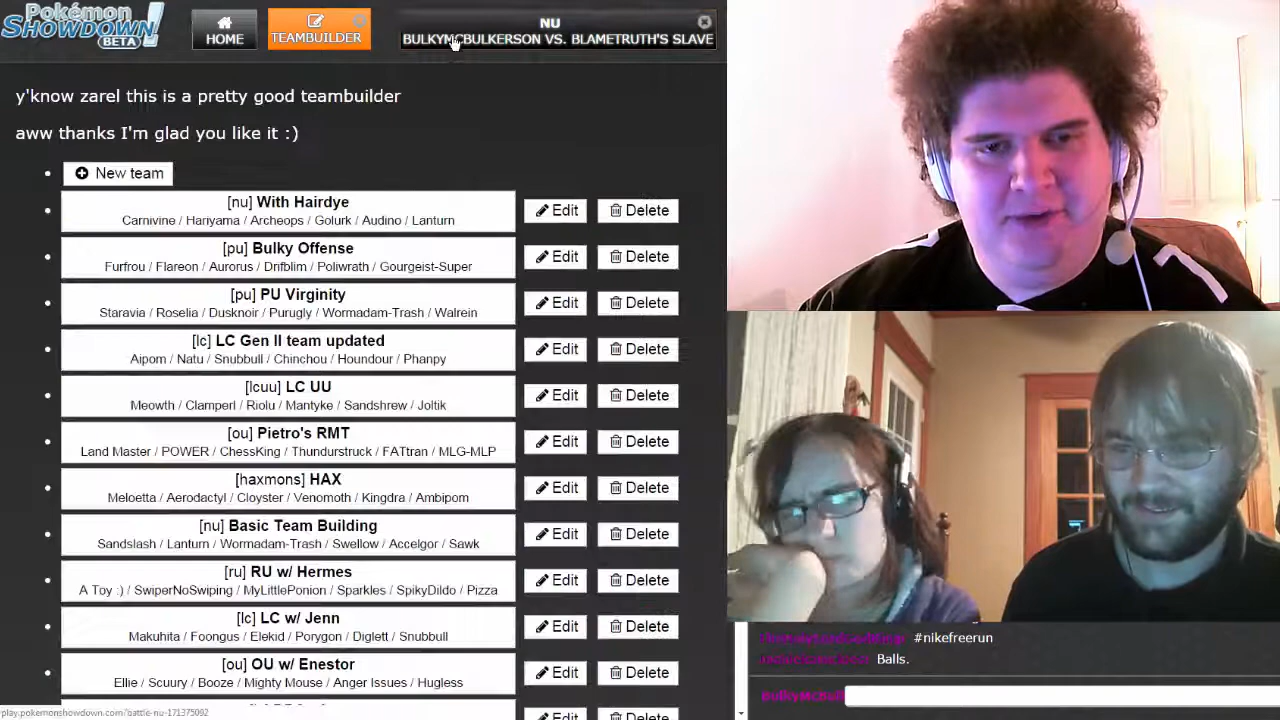 Pokémon
SHOWDOWN!
BETA
HOME
TEAMBUILDER
NU
BULKYMCBULKERSON VS. BLAMETRUTH'S SLAVE
y'know zarel this is a pretty good teambuilder
aww thanks I'm glad you like it :)
New team
[nu] With Hairdye
Carnivine / Hariyama / Archeops / Golurk / Audino / Lanturn
Edit Delete
[pu] Bulky Offense
Furfrou / Flareon / Aurorus / Drifblim / Poliwrath / Gourgeist-Super
Edit Delete
[pu] PU Virginity
Staravia / Roselia / Dusknoir / Purugly / Wormadam-Trash / Walrein
Edit Delete
[lc] LC Gen II team updated
Aipom / Natu / Snubbull / Chinchou / Houndour / Phanpy
Edit Delete
[lcuu] LC UU
Meowth / Clamperl / Riolu / Mantyke / Sandshrew / Joltik
Edit Delete
[ou] Pietro's RMT
Land Master / POWER / ChessKing / Thundurstruck / FATtran / MLG-MLP
Edit Delete
[haxmons] HAX
Meloetta / Aerodactyl / Cloyster / Venomoth / Kingdra / Ambipom
Edit Delete
[nu] Basic Team Building
Sandslash / Lanturn / Wormadam-Trash / Swellow / Accelgor / Sawk
Edit Delete
[ru] RU w/ Hermes
A Toy :) / SwiperNoSwiping / MyLittlePonion / Sparkles / SpikyDildo / Pizza
Edit Delete
[lc] LC w/ Jenn
Makuhita / Foongus / Elekid / Porygon / Diglett / Snubbull
Edit Delete
[ou] OU w/ Enestor
Ellie / Scuury / Booze / Mighty Mouse / Anger Issues / Hugless
Edit Delete
Edit Delete
play.pokemonshowdown.com/battle-nu-171375092
#nikefreerun
Balls.
BulkyMcBul